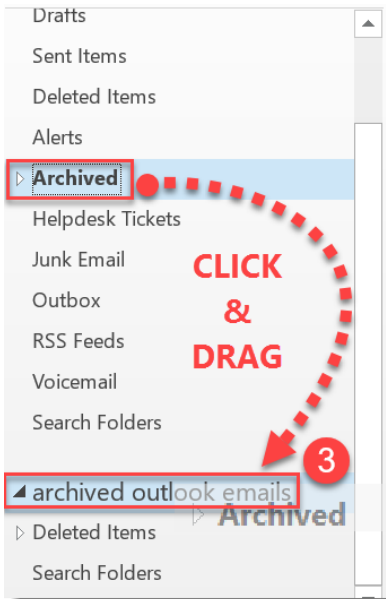 Drafts
Sent Items
Deleted Items
Alerts
Archived
Helpdesk Tickets
Junk Email
Outbox
RSS Feeds
Voicemail
Search Folders
CLICK
&
DRAG
3
archived outlook emails
Archived
Deleted Items
Search Folders